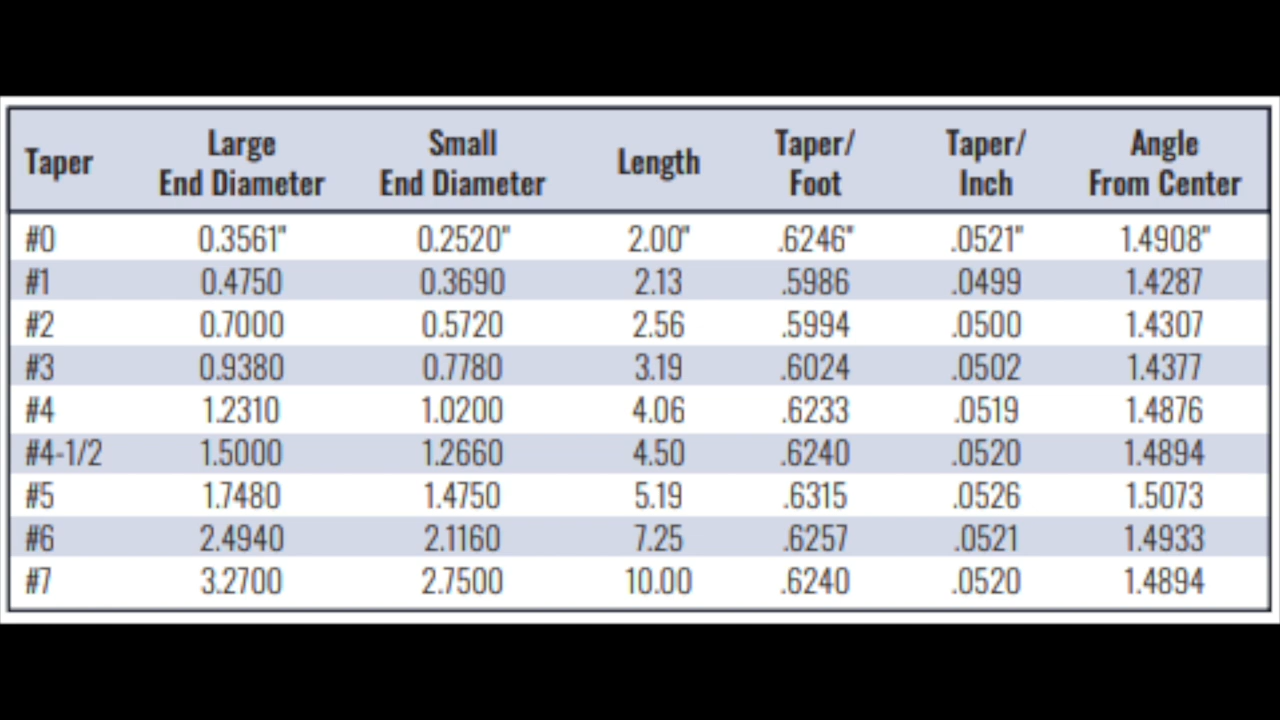 Taper Large End Diameter Small End Diameter Length Taper/ Foot Taper/ Inch Angle From Center
#0 0.3561" 0.2520" 2.00" .6246" .0521" 1.4908"
#1 0.4750 0.3690 2.13 .5986 .0499 1.4287
#2 0.7000 0.5720 2.56 .5994 .0500 1.4307
#3 0.9380 0.7780 3.19 .6024 .0502 1.4377
#4 1.2310 1.0200 4.06 .6233 .0519 1.4876
#4-1/2 1.5000 1.2660 4.50 .6240 .0520 1.4894
#5 1.7480 1.4750 5.19 .6315 .0526 1.5073
#6 2.4940 2.1160 7.25 .6257 .0521 1.4933
#7 3.2700 2.7500 10.00 .6240 .0520 1.4894